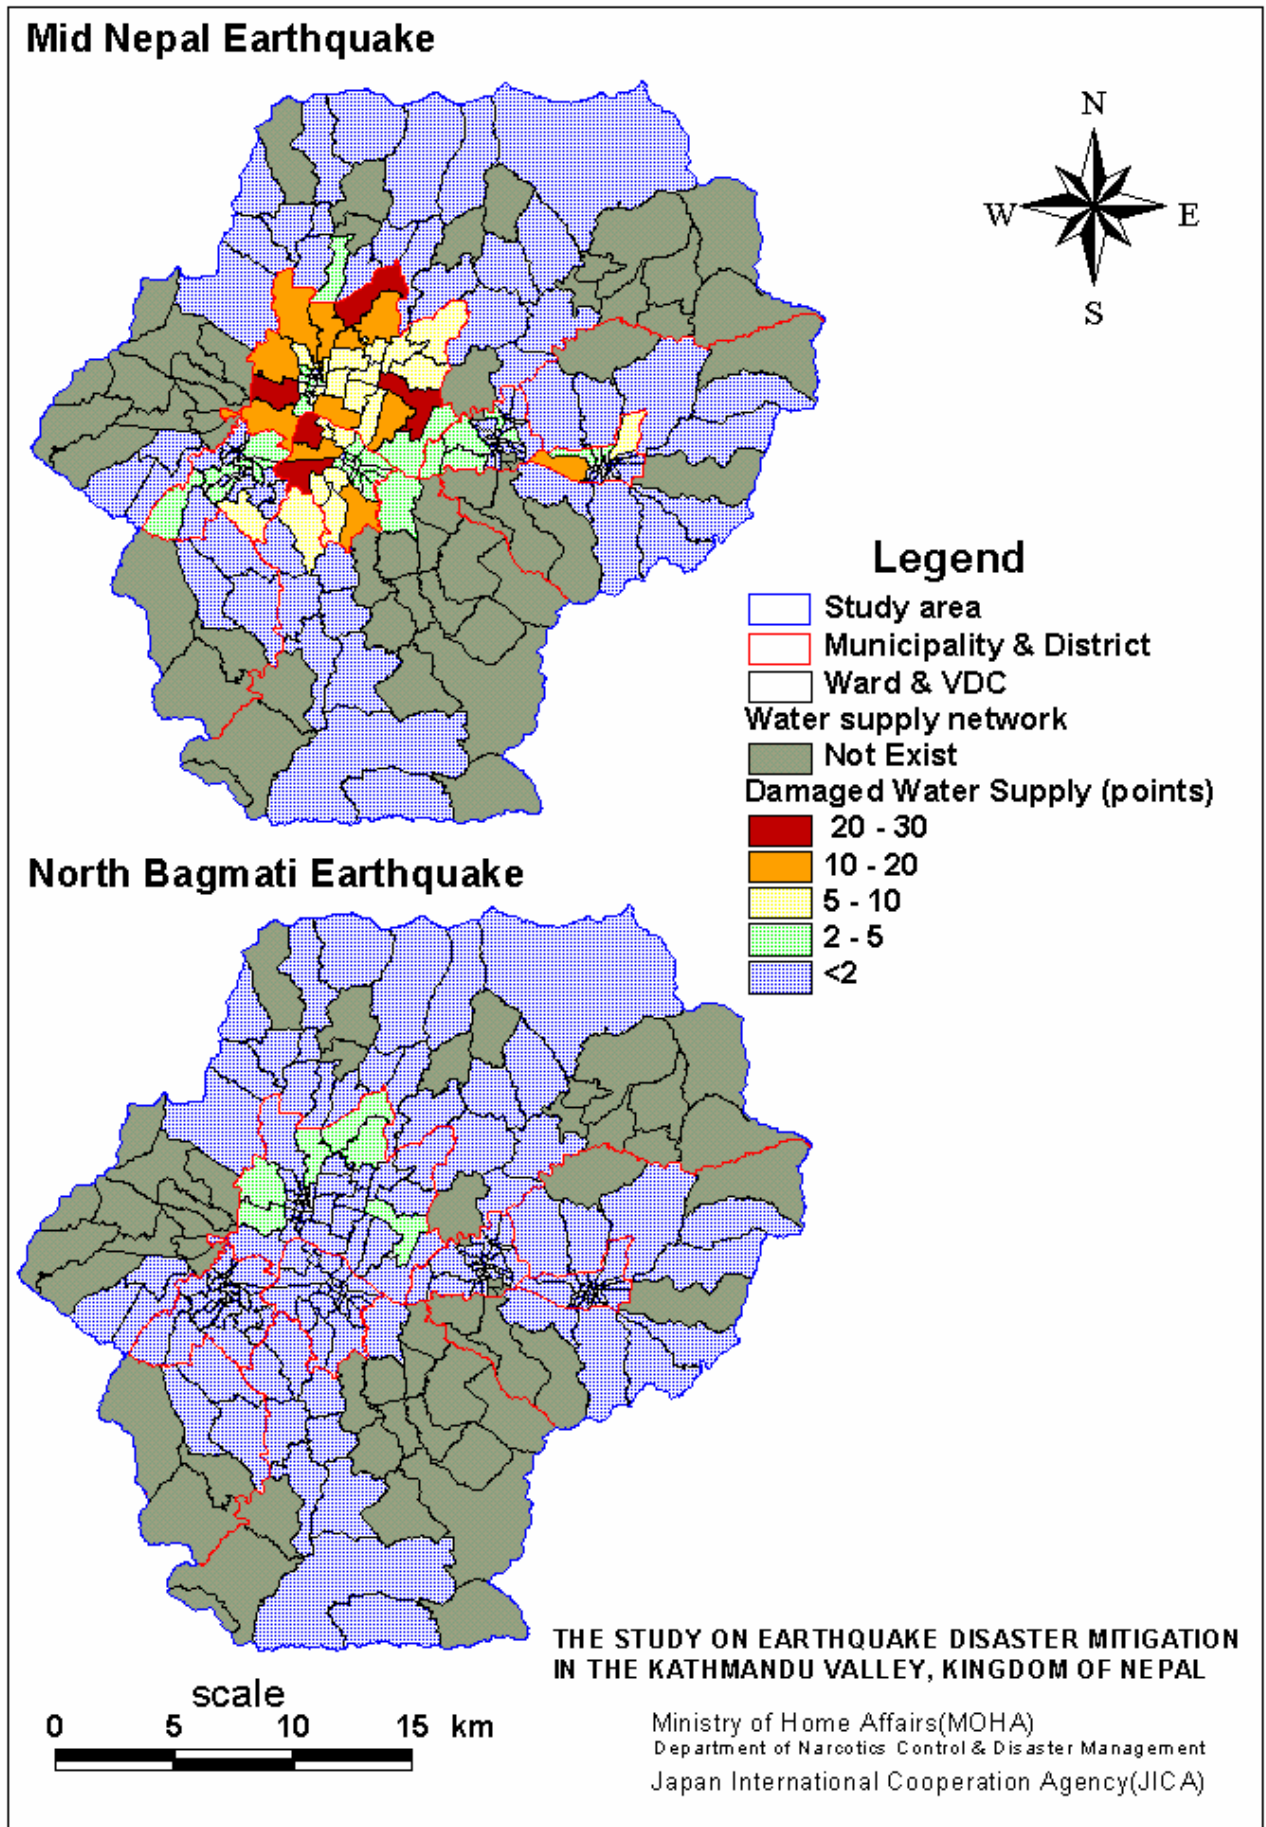 Mid Nepal Earthquake
N
W
E
S
Legend
Study area
Municipality & District
Ward & VDC
Water supply network
Not Exist
Damaged Water Supply (points)
20 - 30
10 - 20
5 - 10
2 - 5
<2
North Bagmati Earthquake
THE STUDY ON EARTHQUAKE DISASTER MITIGATION
IN THE KATHMANDU VALLEY, KINGDOM OF NEPAL
scale
0 5 10 15 km
Ministry of Home Affairs(MOHA)
Department of Narcotics Control & Disaster Management
Japan International Cooperation Agency(JICA)